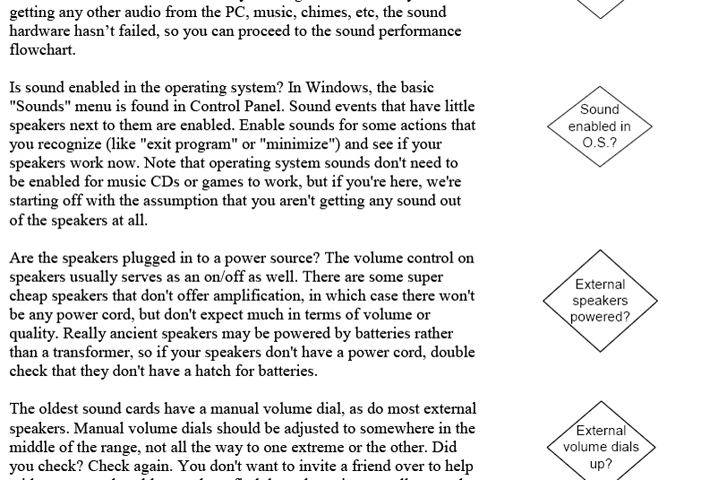 getting any other audio from the PC, music, chimes, etc, the sound
hardware hasn't failed, so you can proceed to the sound performance
flowchart.
Is sound enabled in the operating system? In Windows, the basic
"Sounds" menu is found in Control Panel. Sound events that have little
speakers next to them are enabled. Enable sounds for some actions that
you recognize (like "exit program" or "minimize") and see if your
speakers work now. Note that operating system sounds don't need to
be enabled for music CDs or games to work, but if you're here, we're
starting off with the assumption that you aren't getting any sound out
of the speakers at all.
Sound
enabled in
O.S.?
Are the speakers plugged in to a power source? The volume control on
speakers usually serves as an on/off as well. There are some super
cheap speakers that don't offer amplification, in which case there won't
be any power cord, but don't expect much in terms of volume or
quality. Really ancient speakers may be powered by batteries rather
than a transformer, so if your speakers don't have a power cord, double
check that they don't have a hatch for batteries.
External
speakers
powered?
The oldest sound cards have a manual volume dial, as do most external
speakers. Manual volume dials should be adjusted to somewhere in the
middle of the range, not all the way to one extreme or the other. Did
you check? Check again. You don't want to invite a friend over to help
External
volume dials
up?